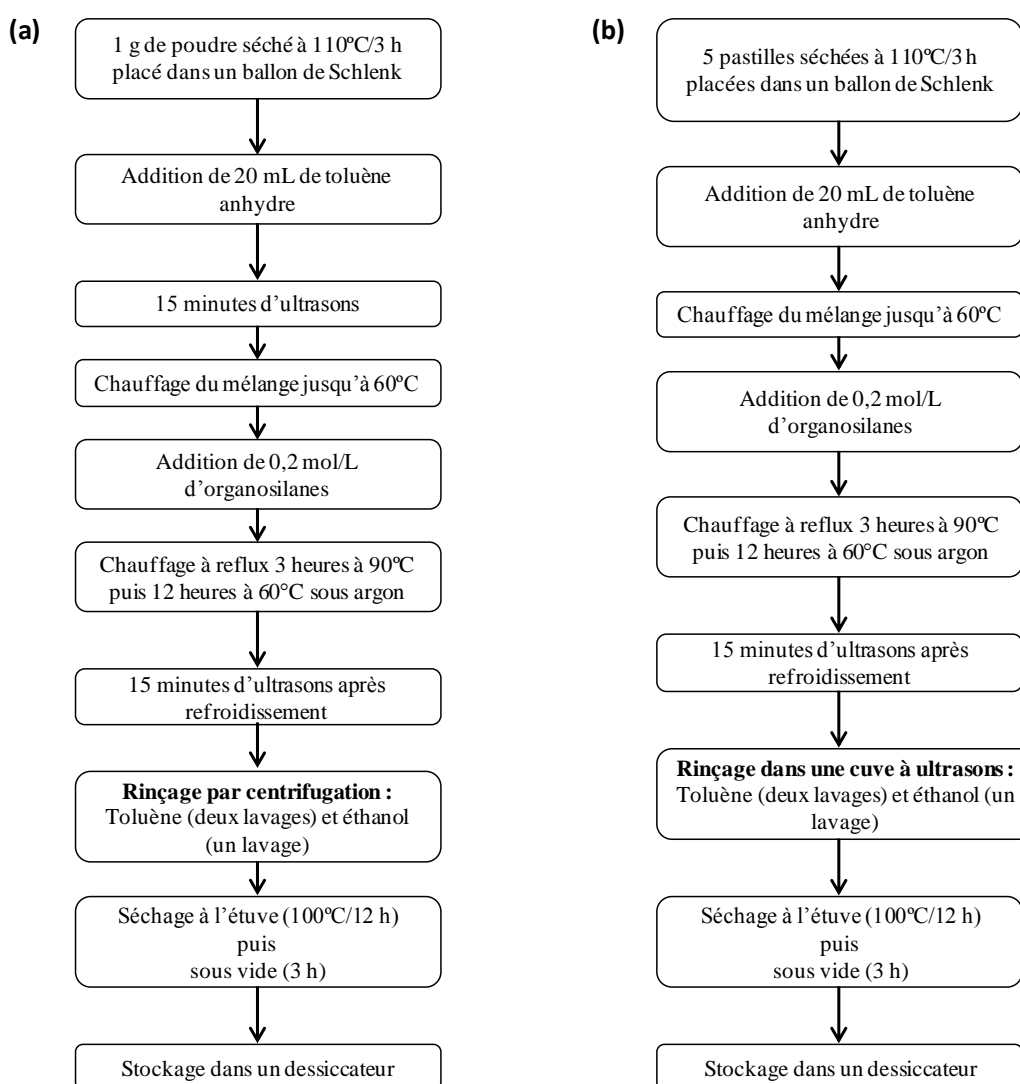 (a)
1 g de poudre séché à 110ºC/3 h
placé dans un ballon de Schlenk
Addition de 20 mL de toluène
anhydre
15 minutes d’ultrasons
Chauffage du mélange jusqu’à 60ºC
Addition de 0,2 mol/L
d’organosilanes
Chauffage à reflux 3 heures à 90ºC
puis 12 heures à 60°C sous argon
15 minutes d’ultrasons après
refroidissement
Rinçage par centrifugation :
Toluène (deux lavages) et éthanol
(un lavage)
Séchage à l’étuve (100ºC/12 h)
puis
sous vide (3 h)
Stockage dans un dessiccateur
(b)
5 pastilles séchées à 110ºC/3 h
placées dans un ballon de Schlenk
Addition de 20 mL de toluène
anhydre
Chauffage du mélange jusqu’à 60ºC
Addition de 0,2 mol/L
d’organosilanes
Chauffage à reflux 3 heures à 90ºC
puis 12 heures à 60°C sous argon
15 minutes d’ultrasons après
refroidissement
Rinçage dans une cuve à ultrasons :
Toluène (deux lavages) et éthanol (un
lavage)
Séchage à l’étuve (100ºC/12 h)
puis
sous vide (3 h)
Stockage dans un dessiccateur